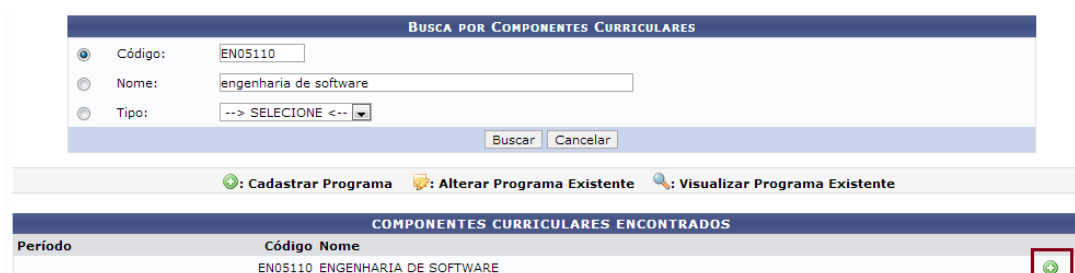 BUSCA POR COMPONENTES CURRICULARES
Código: EN05110
Nome: engenharia de software
Tipo: --> SELECIONE <--
Buscar Cancelar
: Cadastrar Programa : Alterar Programa Existente : Visualizar Programa Existente
COMPONENTES CURRICULARES ENCONTRADOS
Período Código Nome
EN05110 ENGENHARIA DE SOFTWARE